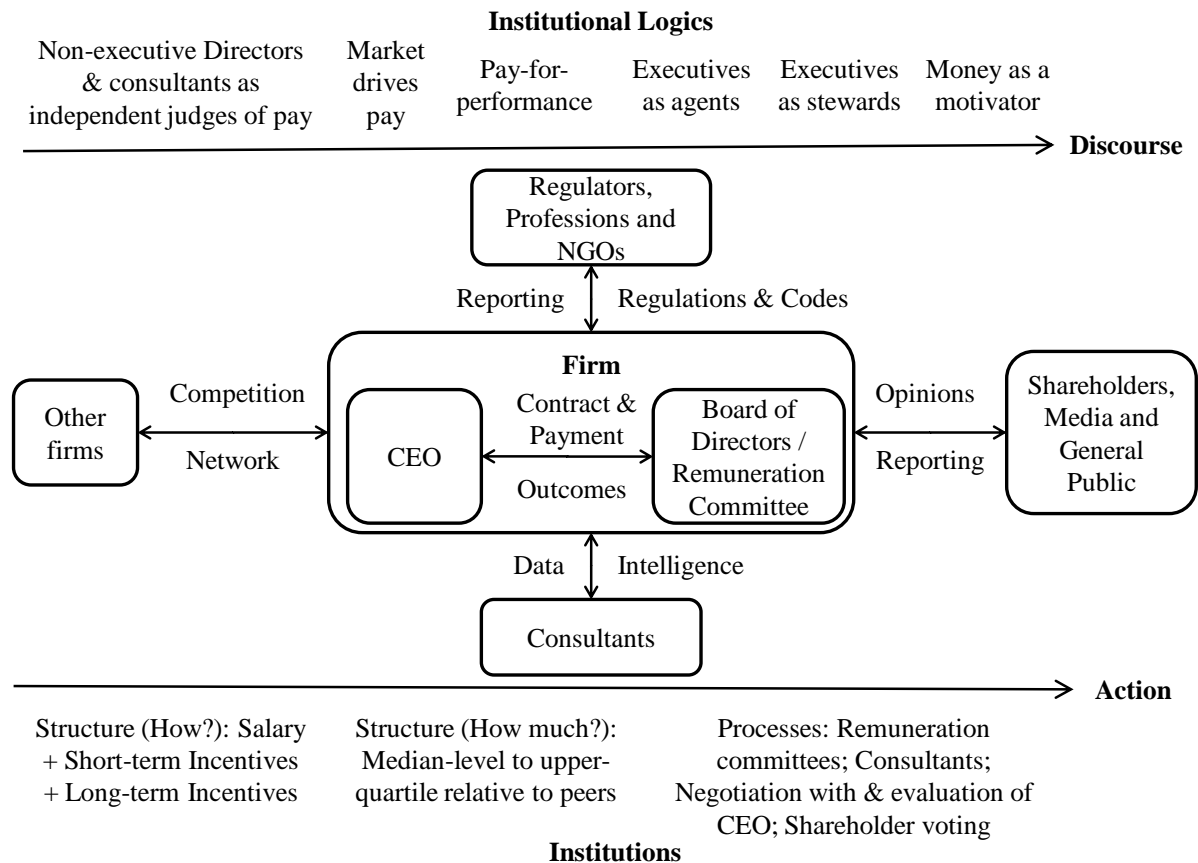 Institutional Logics
Non-executive Directors
& consultants as
independent judges of pay
Market
drives
pay
Pay-for-
performance
Executives
as agents
Executives
as stewards
Money as a
motivator
Discourse
Regulators,
Professions and
NGOs
Reporting
Regulations & Codes
Firm
Other
firms
Competition
Network
CEO
Contract &
Payment
Outcomes
Board of
Directors /
Remuneration
Committee
Opinions
Reporting
Shareholders,
Media and
General
Public
Data
Intelligence
Consultants
Action
Structure (How?): Salary
+ Short-term Incentives
+ Long-term Incentives
Structure (How much?):
Median-level to upper-
quartile relative to peers
Processes: Remuneration
committees; Consultants;
Negotiation with & evaluation of
CEO; Shareholder voting
Institutions